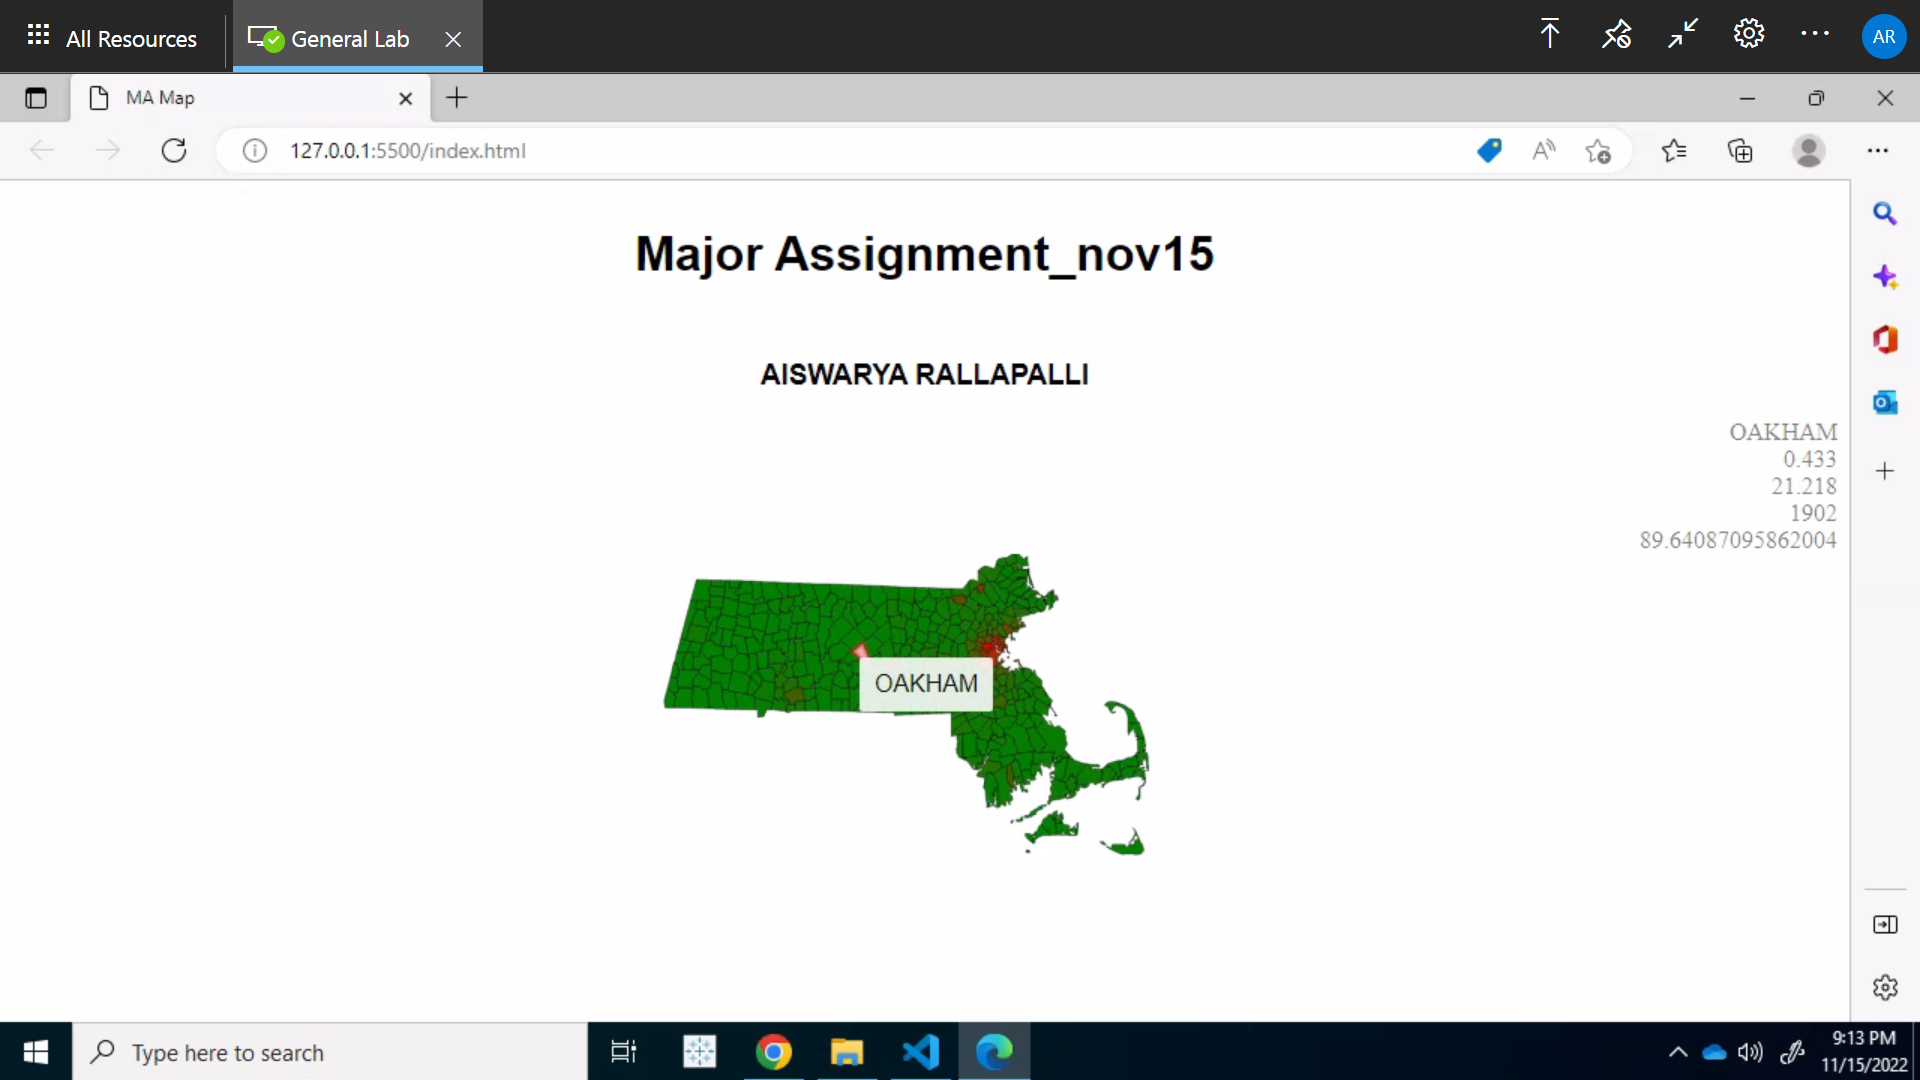 All Resources
General Lab
AR
MA Map
127.0.0.1:5500/index.html
Major Assignment_nov15
AISWARYA RALLAPALLI
OAKHAM
0.433
21.218
1902
89.64087095862004
OAKHAM
Type here to search
9:13 PM
11/15/2022